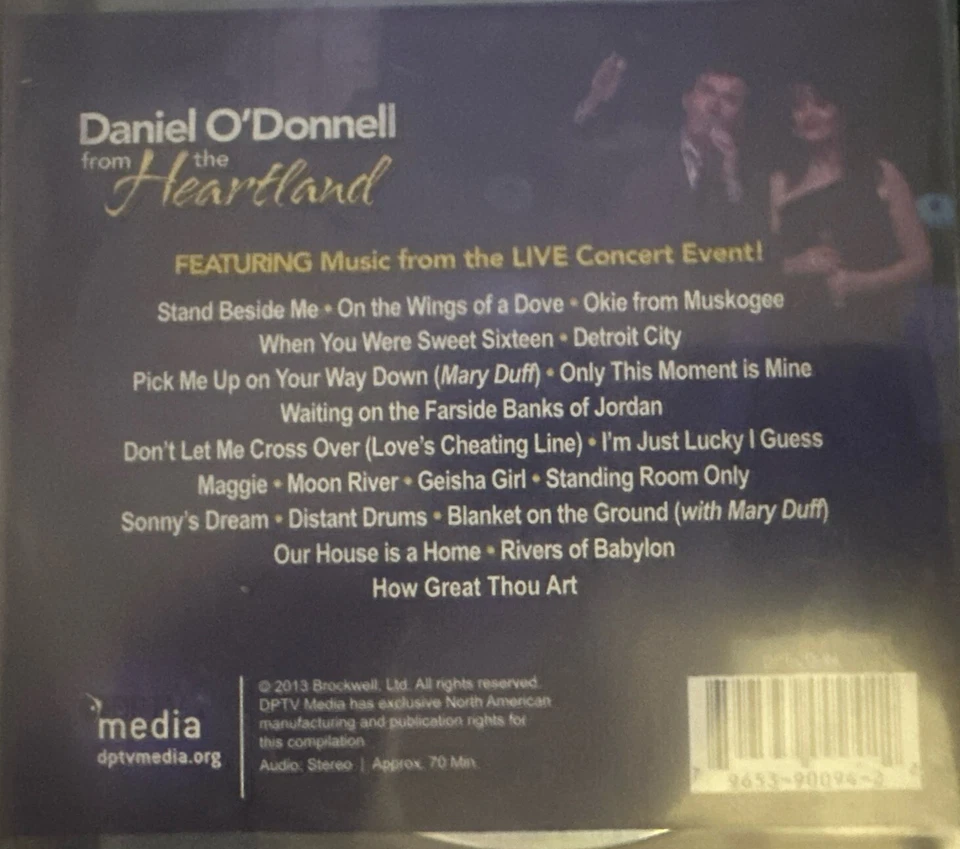 Daniel O'Donnell
from the
Heartland
FEATURING Music from the LIVE Concert Event!
Stand Beside Me • On the Wings of a Dove • Okie from Muskogee
When You Were Sweet Sixteen • Detroit City
Pick Me Up on Your Way Down (Mary Duff) • Only This Moment is Mine
Waiting on the Farside Banks of Jordan
Don't Let Me Cross Over (Love's Cheating Line) • I'm Just Lucky I Guess
Maggie • Moon River • Geisha Girl • Standing Room Only
Sonny's Dream • Distant Drums • Blanket on the Ground (with Mary Duff)
Our House is a Home • Rivers of Babylon
How Great Thou Art
media
dptvmedia.org
© 2013 Brockwell, Ltd. All rights reserved.
DPTV Media has exclusive North American
manufacturing and publication rights for
this compilation
Audio: Stereo | Approx. 70 Min.